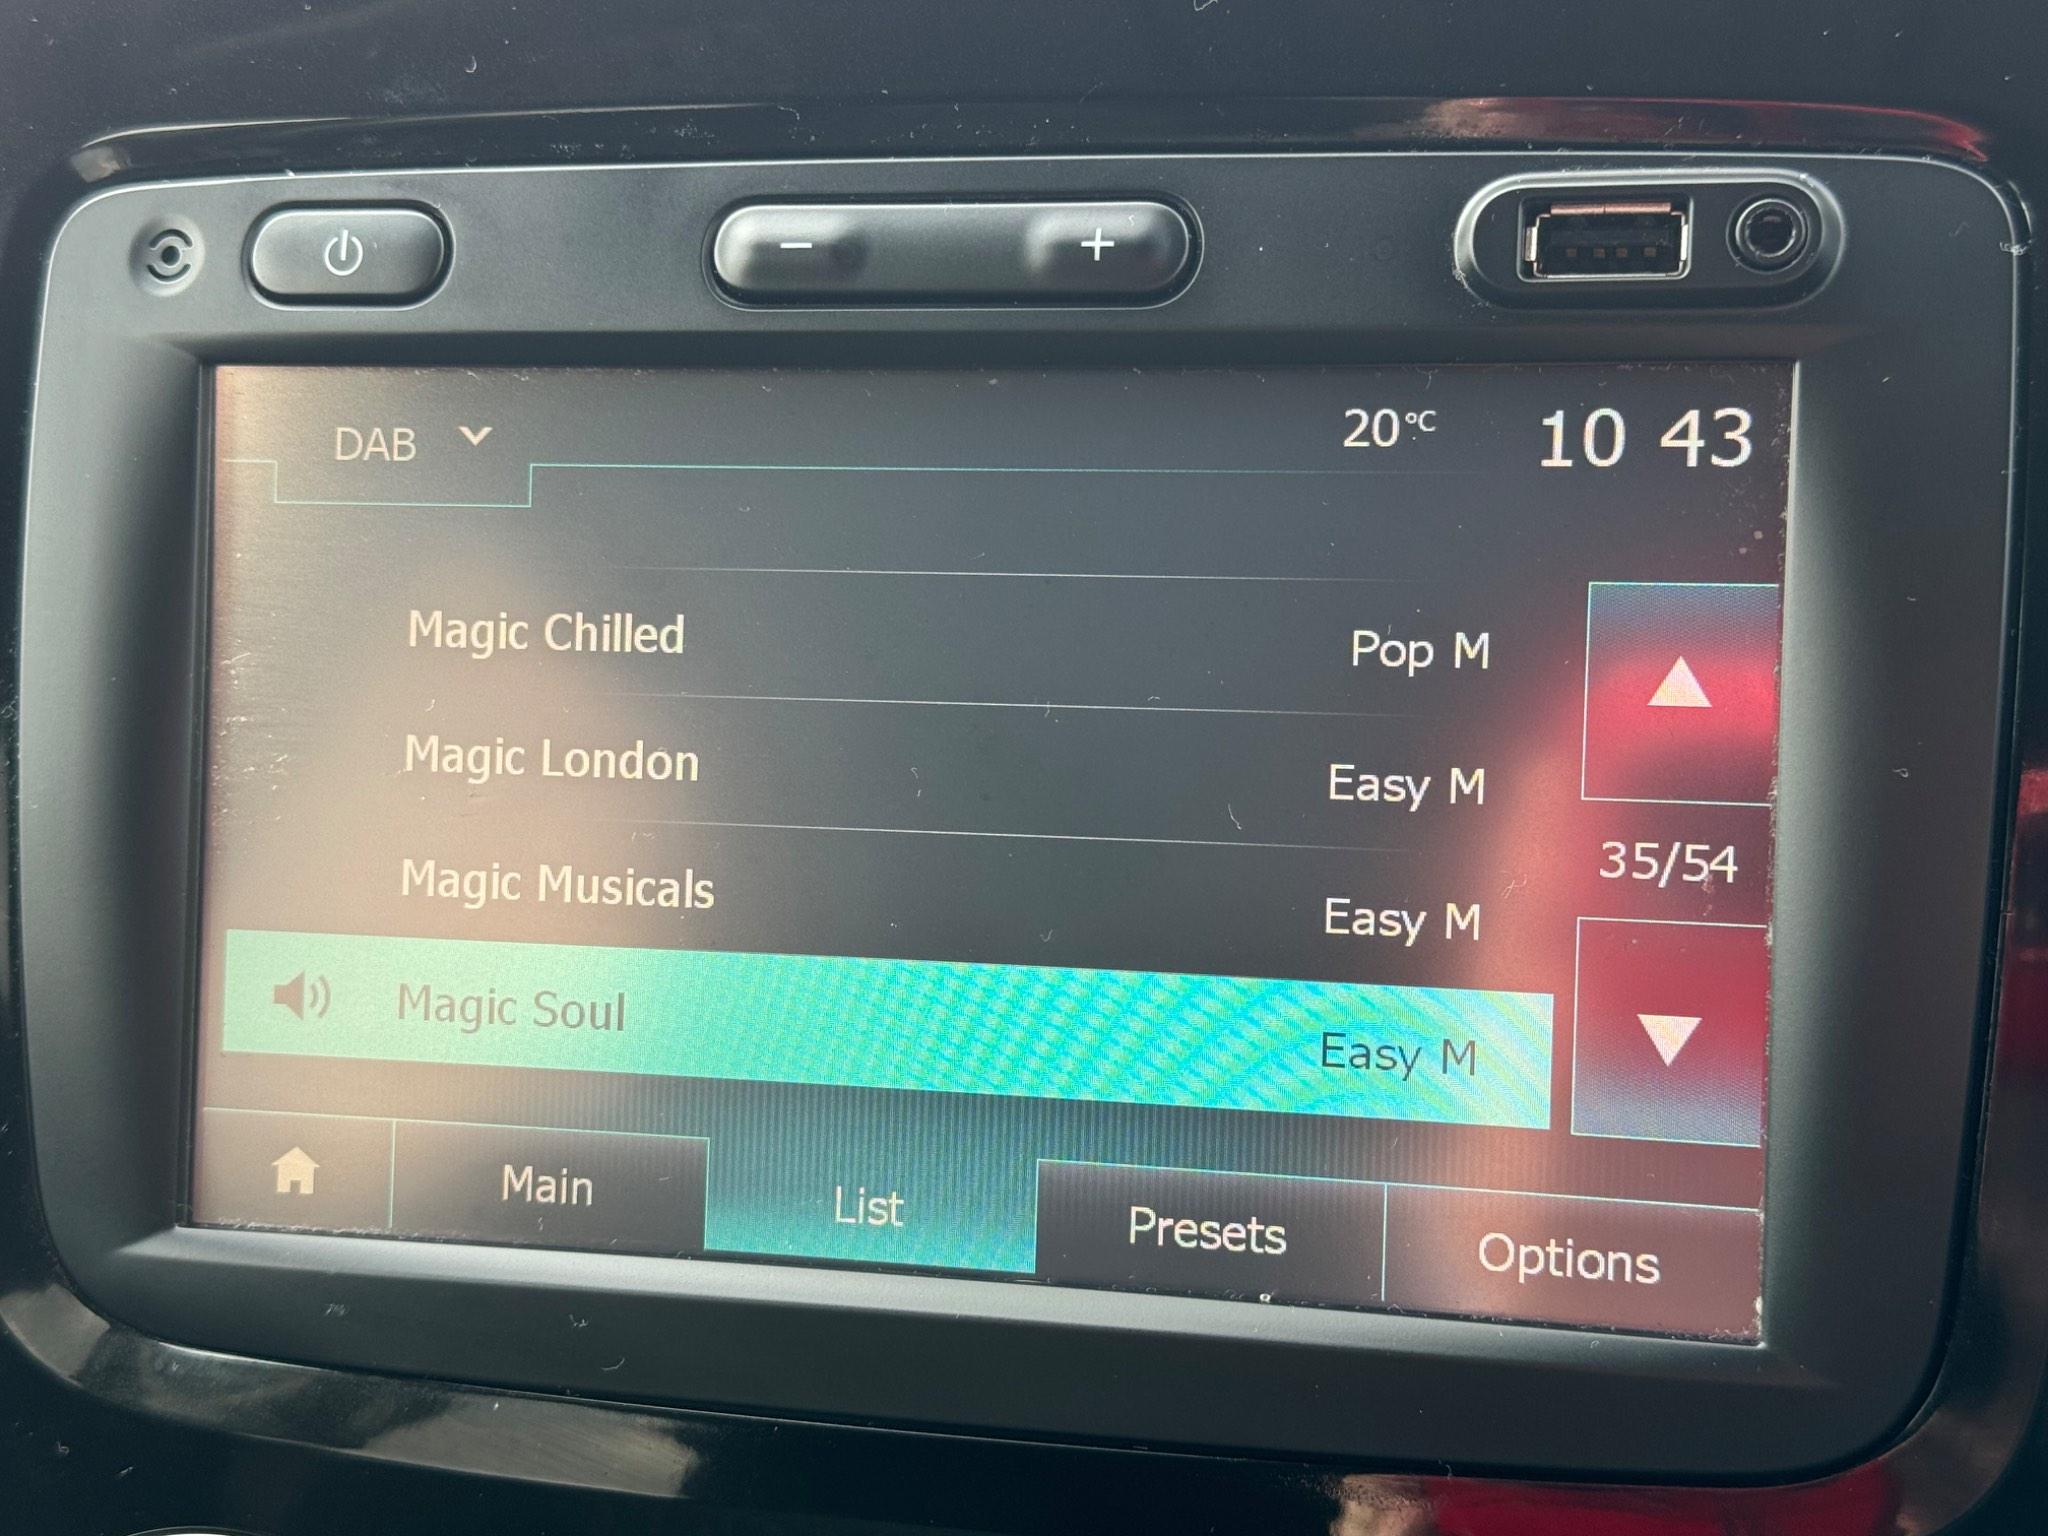 DAB 20°C 10 43
Magic Chilled Pop M
Magic London Easy M
35/54
Magic Musicals Easy M
Magic Soul Easy M
Main List Presets Options